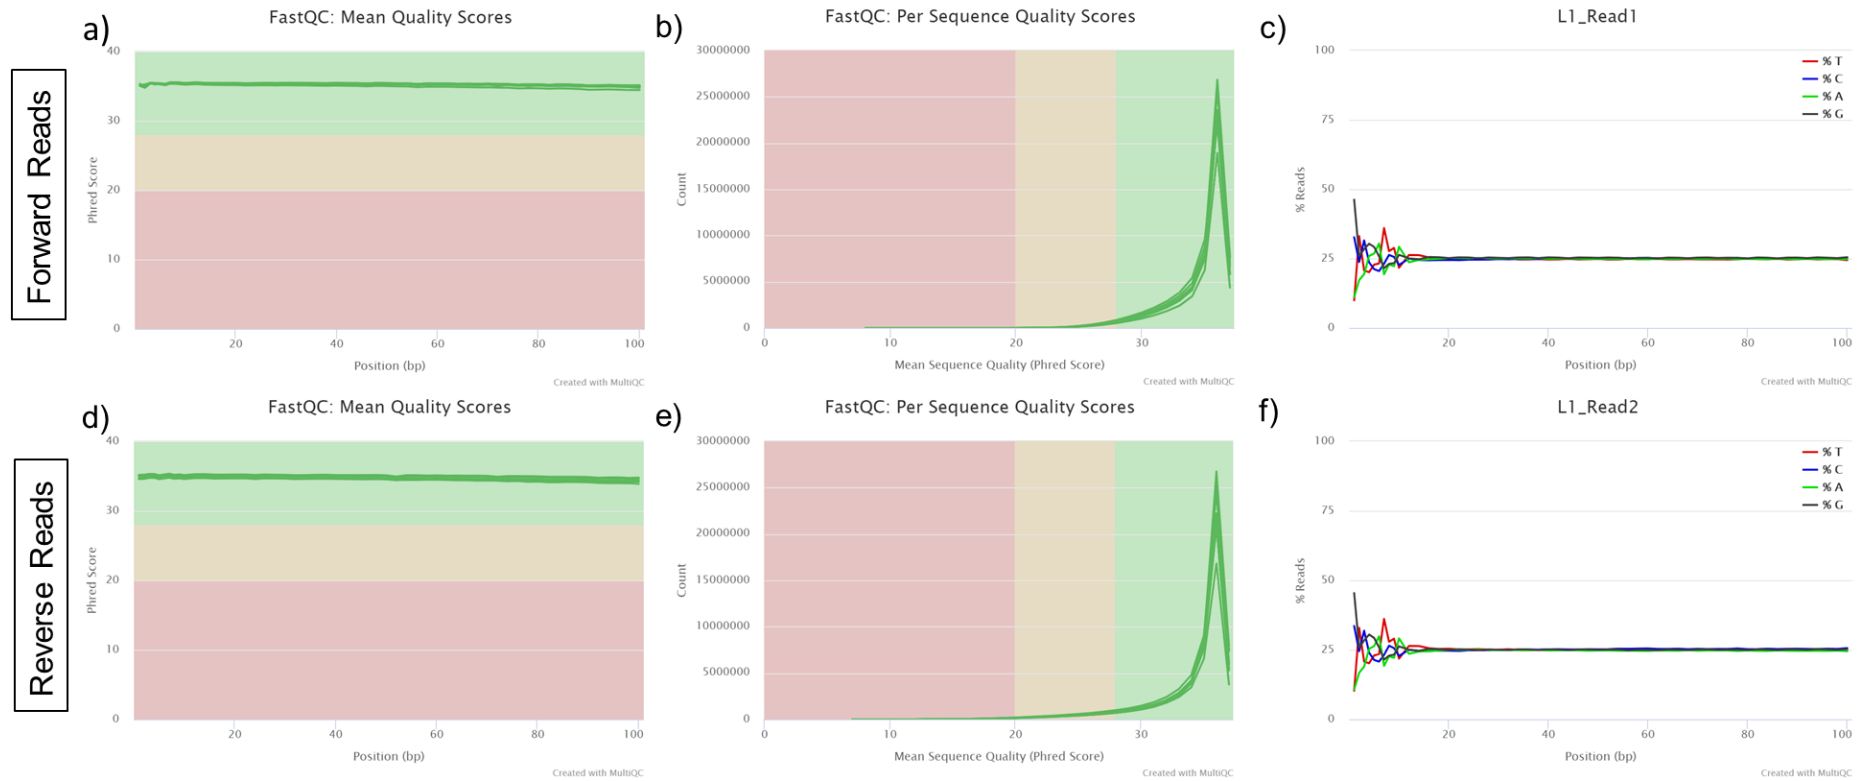 Forward Reads
a)
FastQC: Mean Quality Scores
40
30
20
10
0
Phred Score
20
40
60
80
100
Position (bp)
Created with MultiQC
b)
FastQC: Per Sequence Quality Scores
30000000
25000000
20000000
15000000
10000000
5000000
0
Count
0
10
20
30
Mean Sequence Quality (Phred Score)
Created with MultiQC
c)
L1_Read1
100
75
50
25
0
% Reads
% T
% C
% A
% G
20
40
60
80
100
Position (bp)
Created with MultiQC
Reverse Reads
d)
FastQC: Mean Quality Scores
40
30
20
10
0
Phred Score
20
40
60
80
100
Position (bp)
Created with MultiQC
e)
FastQC: Per Sequence Quality Scores
30000000
25000000
20000000
15000000
10000000
5000000
0
Count
0
10
20
30
Mean Sequence Quality (Phred Score)
Created with MultiQC
f)
L1_Read2
100
75
50
25
0
% Reads
% T
% C
% A
% G
20
40
60
80
100
Position (bp)
Created with MultiQC